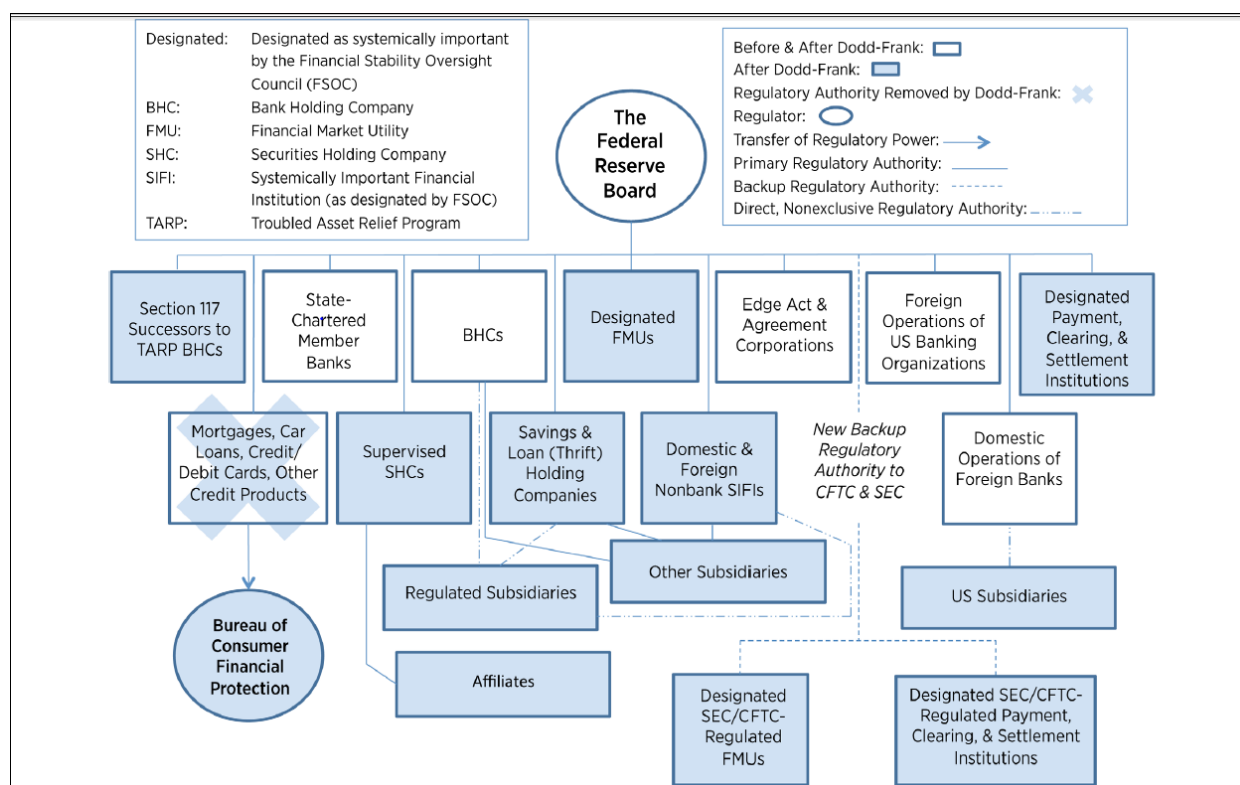 Designated: Designated as systemically important
by the Financial Stability Oversight
Council (FSOC)
BHC: Bank Holding Company
FMU: Financial Market Utility
SHC: Securities Holding Company
SIFI: Systemically Important Financial
Institution (as designated by FSOC)
TARP: Troubled Asset Relief Program
Before & After Dodd-Frank:
After Dodd-Frank:
Regulatory Authority Removed by Dodd-Frank:
Regulator:
Transfer of Regulatory Power:
Primary Regulatory Authority:
Backup Regulatory Authority:
Direct, Nonexclusive Regulatory Authority:
The
Federal
Reserve
Board
Section 117
Successors to
TARP BHCs
State-
Chartered
Member
Banks
BHCs
Designated
FMUs
Edge Act &
Agreement
Corporations
Foreign
Operations of
US Banking
Organizations
Designated
Payment,
Clearing, &
Settlement
Institutions
Mortgages, Car
Loans, Credit/
Debit Cards, Other
Credit Products
Supervised
SHCs
Savings &
Loan (Thrift)
Holding
Companies
Domestic &
Foreign
Nonbank SIFIs
New Backup
Regulatory
Authority to
CFTC & SEC
Domestic
Operations of
Foreign Banks
Regulated Subsidiaries
Other Subsidiaries
US Subsidiaries
Bureau of
Consumer
Financial
Protection
Affiliates
Designated
SEC/CFTC-
Regulated
FMUs
Designated SEC/CFTC-
Regulated Payment,
Clearing, & Settlement
Institutions